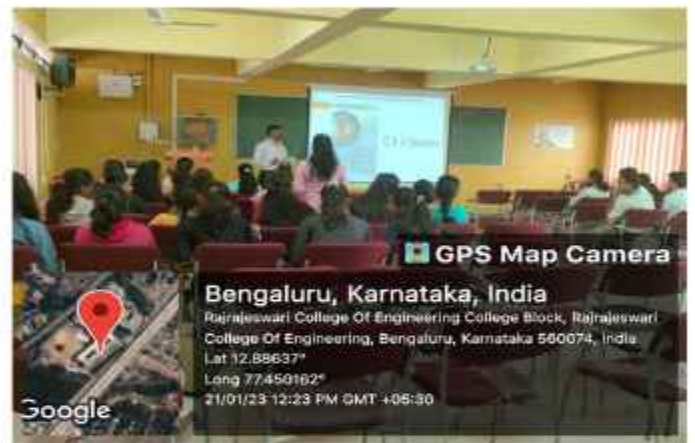 GPS Map Camera
Bengaluru, Karnataka, India
Rajrajeswari College Of Engineering College Block, Rajrajeswari
College Of Engineering, Bengaluru, Karnataka 560074, India
Lat 12.88637°
Long 77.450162°
21/01/23 12:23 PM GMT +05:30
Google